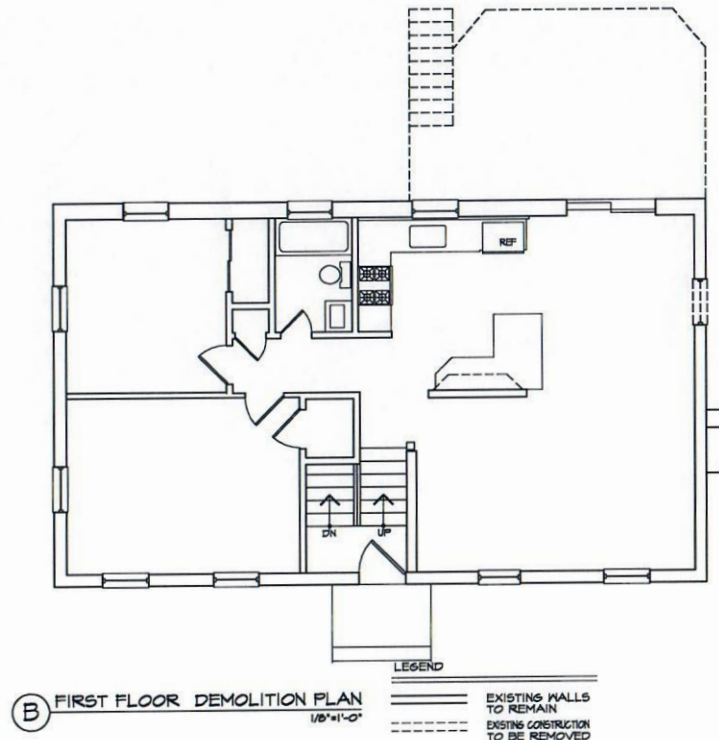 REF
DN
UP
LEGEND
B
FIRST FLOOR DEMOLITION PLAN
1/8"=1'-0"
EXISTING WALLS
TO REMAIN
EXISTING CONSTRUCTION
TO BE REMOVED